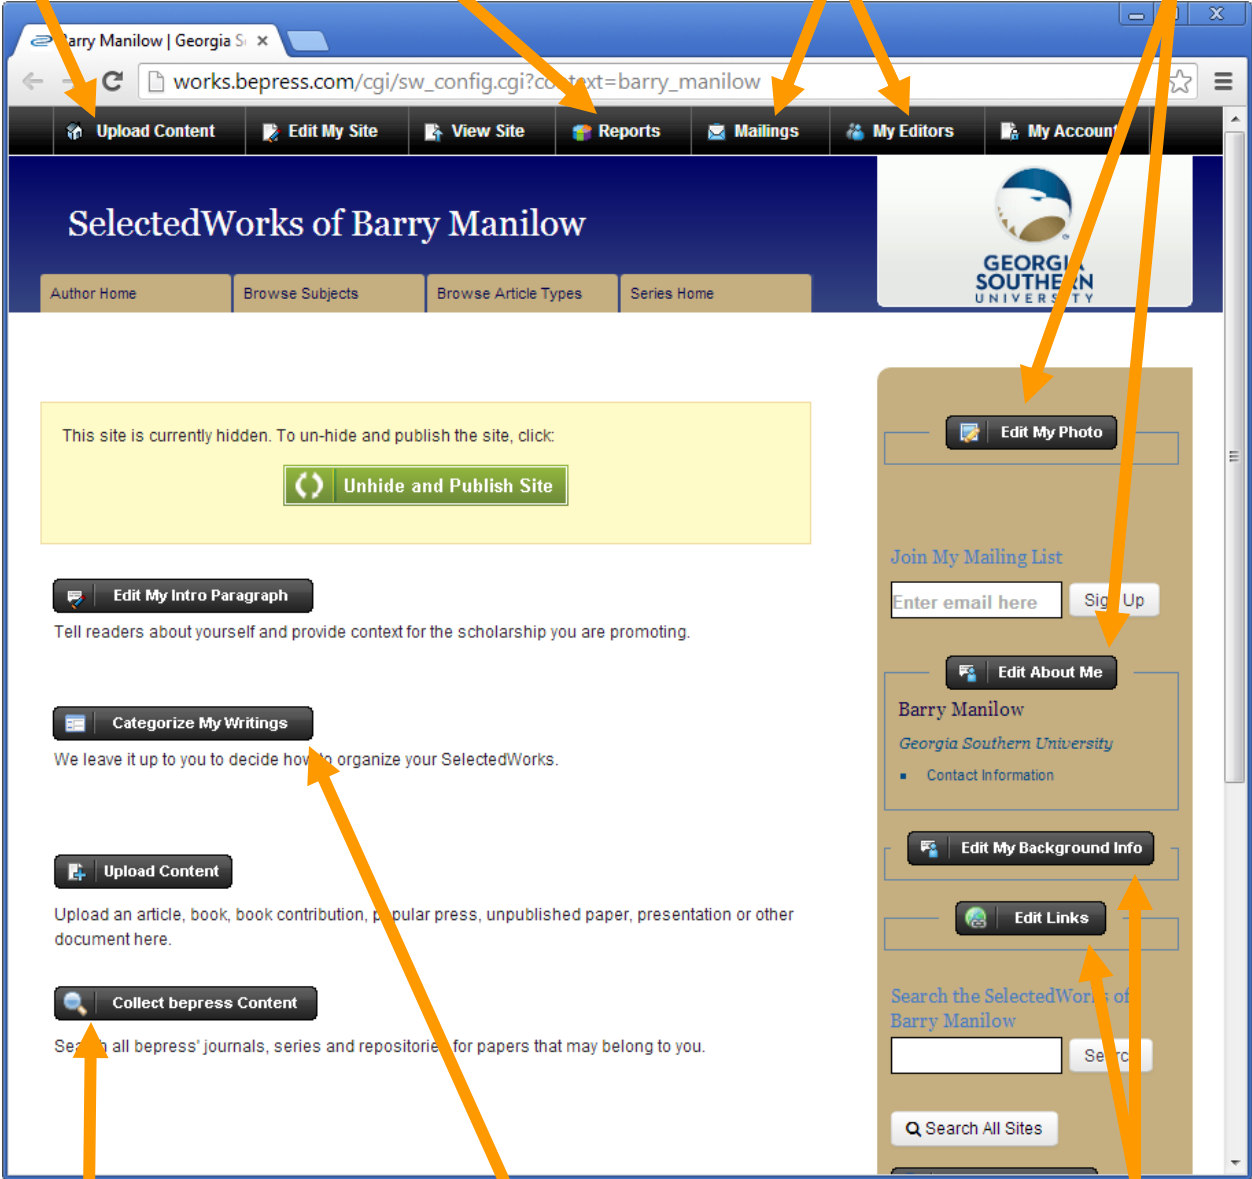 Barry Manilow | Georgia S
works.bepress.com/cgi/sw_config.cgi?context=barry_manilow
Upload Content Edit My Site View Site Reports Mailings My Editors My Account
SelectedWorks of Barry Manilow
GEORGIA
SOUTHERN
UNIVERSITY
Author Home Browse Subjects Browse Article Types Series Home
This site is currently hidden. To un-hide and publish the site, click:
Unhide and Publish Site
Edit My Intro Paragraph
Tell readers about yourself and provide context for the scholarship you are promoting.
Categorize My Writings
We leave it up to you to decide how to organize your SelectedWorks.
Upload Content
Upload an article, book, book contribution, popular press, unpublished paper, presentation or other
document here.
Collect bepress Content
Search all bepress' journals, series and repositories for papers that may belong to you.
Edit My Photo
Join My Mailing List
Enter email here Sign Up
Edit About Me
Barry Manilow
Georgia Southern University
Contact Information
Edit My Background Info
Edit Links
Search the SelectedWorks of
Barry Manilow
Search
Search All Sites